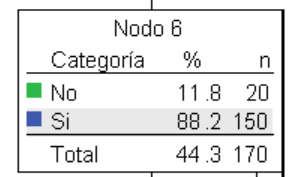 Nodo 6
Categoría % n
No 11.8 20
Si 88.2 150
Total 44.3 170